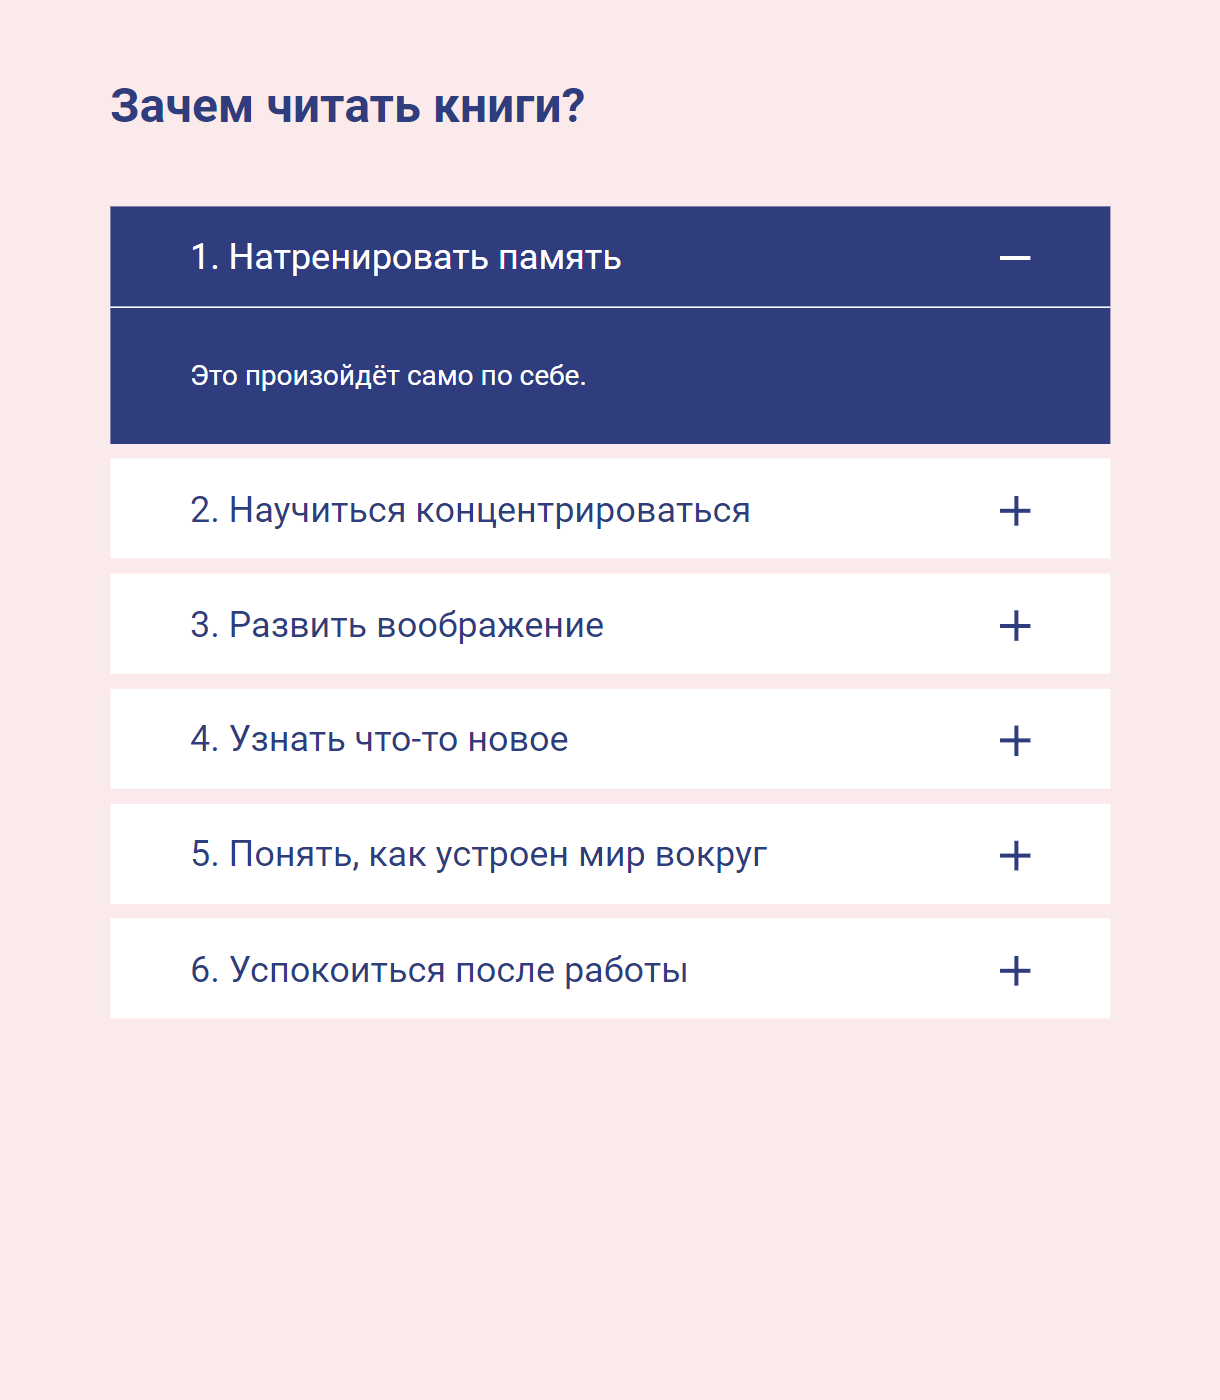 Зачем читать книги?
1. Натренировать память
Это произойдёт само по себе.
2. Научиться концентрироваться
3. Развить воображение
4. Узнать что-то новое
5. Понять, как устроен мир вокруг
6. Успокоиться после работы